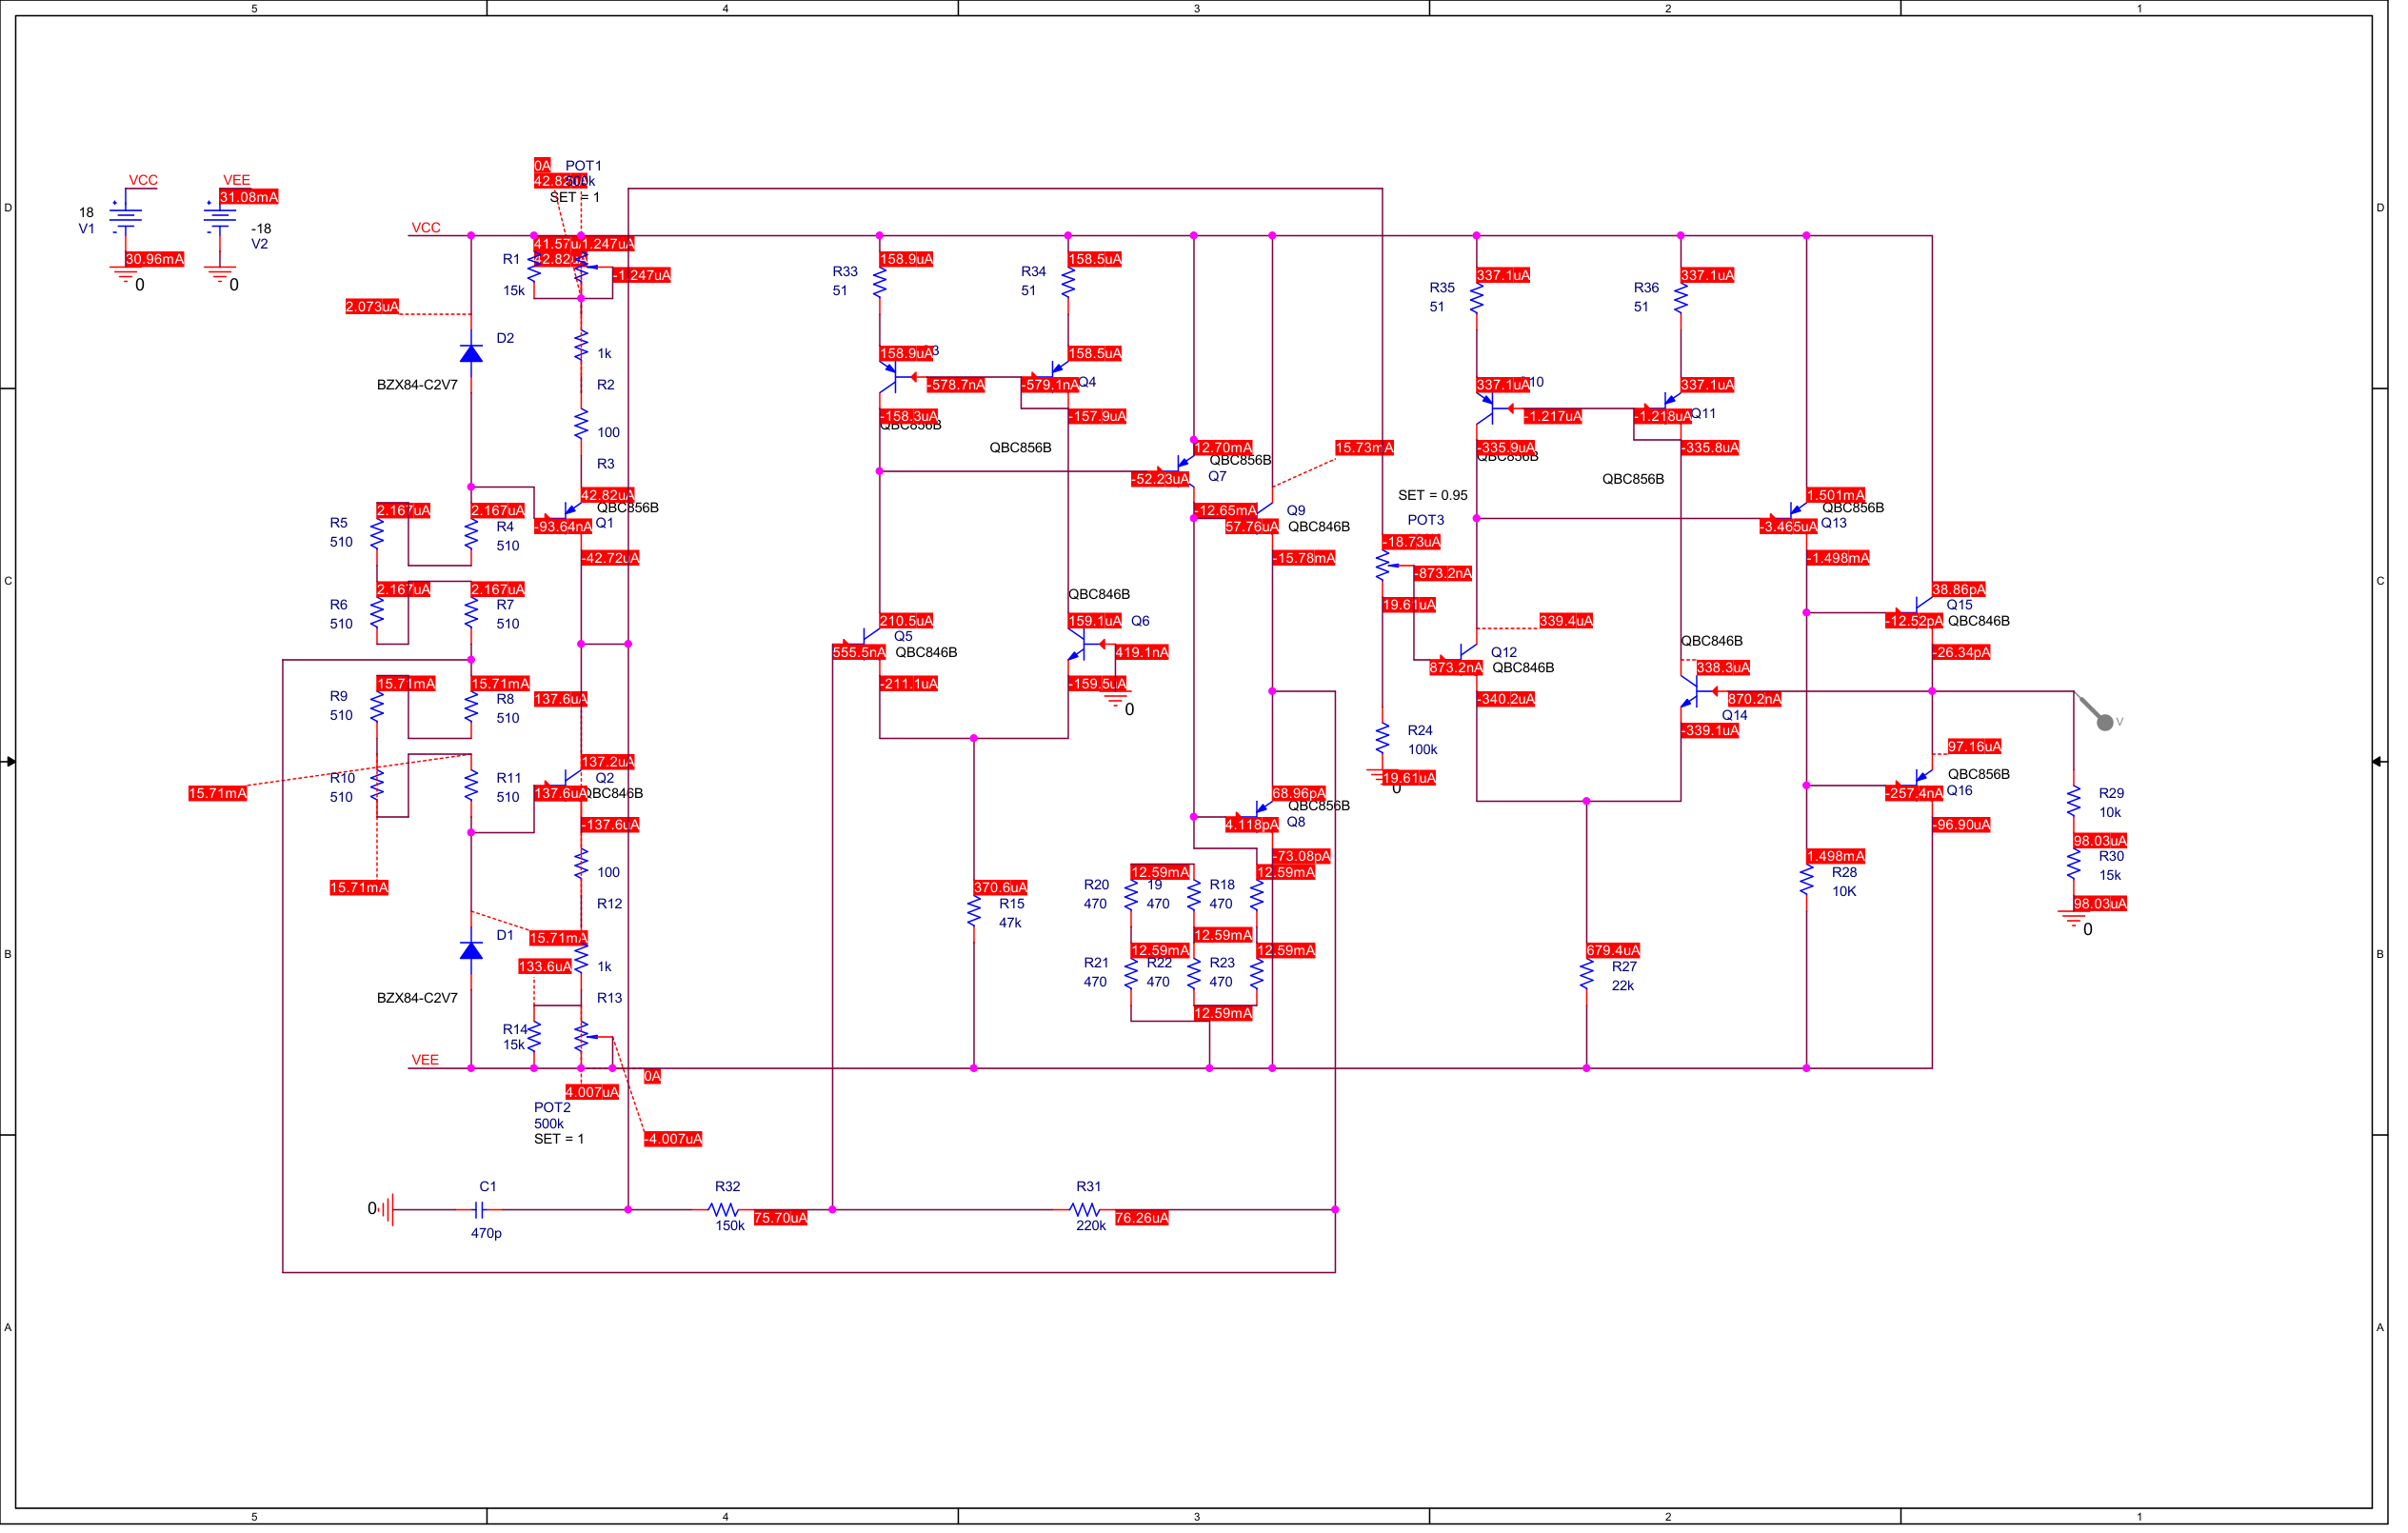 5 4 3 2 1
D
D
C
C
B
B
A
A
0A
POT1
42.82
SET = 1
VCC
VEE
31.08mA
18
V1
-18
V2
30.96mA
0
0
VCC
41.57u
1.247uA
42.82u
-1.247uA
R1
15k
2.073uA
D2
BZX84-C2V7
1k
R2
100
R3
42.82uA
QBC856B
Q1
-93.64nA
-42.72uA
R5
510
2.167uA
2.167uA
R4
510
R6
510
2.167uA
2.167uA
R7
510
R9
510
15.71mA
15.71mA
R8
510
137.6uA
R10
510
15.71mA
R11
510
137.2uA
Q2
137.6uA
QBC846B
-137.6uA
15.71mA
100
R12
D1
15.71mA
133.6uA
1k
BZX84-C2V7
R13
R14
15k
VEE
0A
4.007uA
POT2
500k
SET = 1
-4.007uA
C1
0
470p
R32
150k
75.70uA
R31
220k
76.26uA
R33
51
158.9uA
R34
51
158.5uA
158.9uA
158.5uA
-578.7nA
-579.1nA
Q4
-158.3uA
QBC856B
-157.9uA
QBC856B
12.70mA
QBC856B
Q7
-52.23uA
15.73mA
-12.65mA
Q9
57.76uA
QBC846B
-15.78mA
QBC846B
210.5uA
Q5
555.5nA
QBC846B
159.1uA
Q6
419.1nA
-211.1uA
-159.5uA
0
68.96pA
QBC856B
Q8
4.118pA
-73.08pA
370.6uA
R15
47k
12.59mA
12.59mA
R20
470
19
470
R18
470
12.59mA
12.59mA
12.59mA
R21
470
R22
470
R23
470
12.59mA
SET = 0.95
POT3
-18.73uA
-873.2nA
19.61uA
R24
100k
19.61uA
0
R35
51
337.1uA
R36
51
337.1uA
337.1uA
337.1uA
-1.217uA
-1.218uA
Q11
-335.9uA
QBC856B
-335.8uA
QBC856B
1.501mA
QBC856B
Q13
-3.465uA
-1.498mA
339.4uA
Q12
873.2nA
QBC846B
-340.2uA
QBC846B
338.3uA
870.2nA
Q14
-339.1uA
38.86pA
Q15
-12.52pA
QBC846B
-26.34pA
V
97.16uA
QBC856B
Q16
-257.4nA
-96.90uA
R29
10k
98.03uA
R30
15k
98.03uA
0
1.498mA
R28
10K
679.4uA
R27
22k
5 4 3 2 1